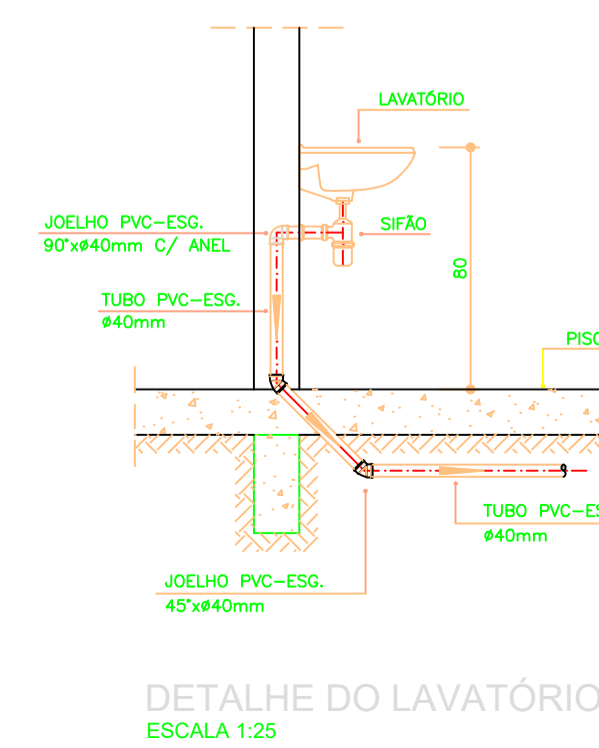 LAVATÓRIO
JOELHO PVC-ESG.
90°xø40mm C/ ANEL
SIFÃO
80
TUBO PVC-ESG.
ø40mm
TUBO PVC-
ø40mm
JOELHO PVC-ESG.
45°xø40mm
DETALHE DO LAVATÓRIO
ESCALA 1:25